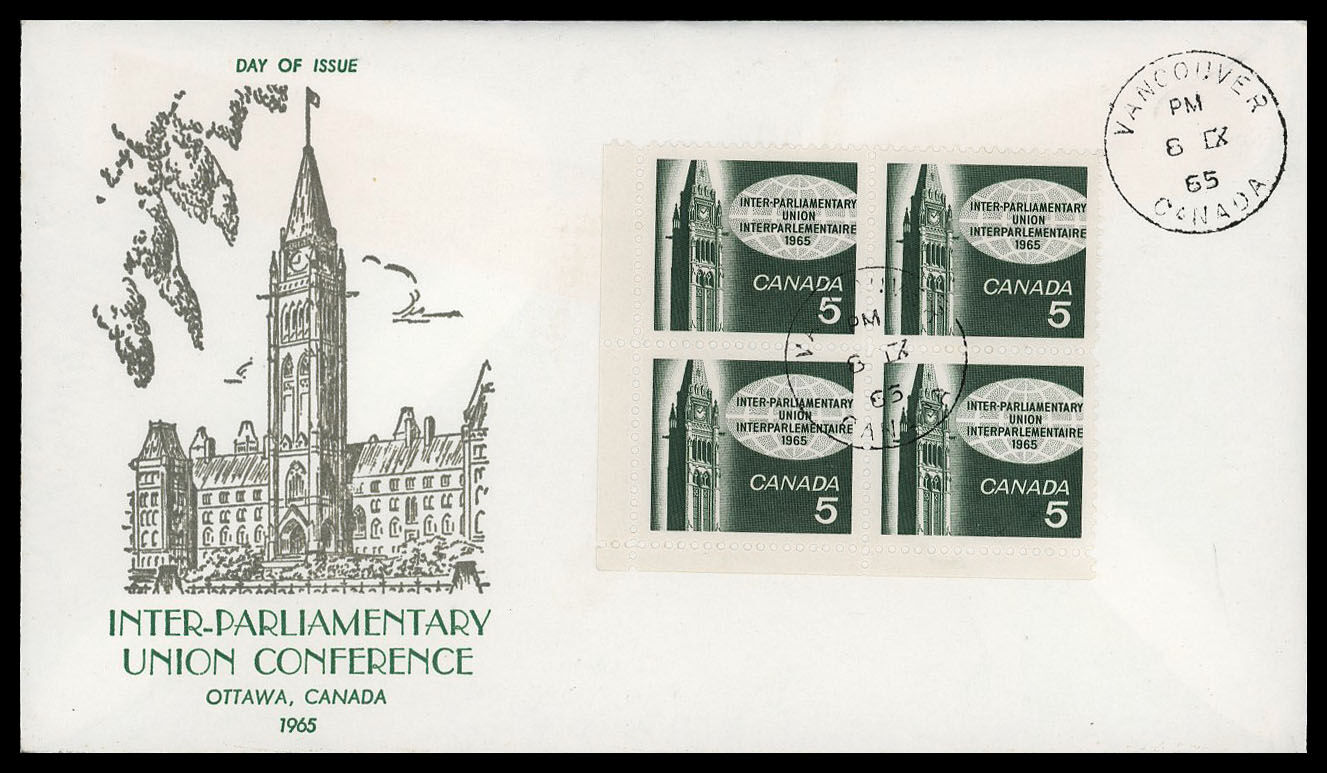 DAY OF ISSUE
INTER-PARLIAMENTARY
UNION CONFERENCE
OTTAWA, CANADA
1965
INTER-PARLIAMENTARY
UNION
INTERPARLEMENTAIRE
1965
CANADA
5
INTER-PARLIAMENTARY
UNION
INTERPARLEMENTAIRE
1965
CANADA
5
INTER-PARLIAMENTARY
UNION
INTERPARLEMENTAIRE
1965
CANADA
5
INTER-PARLIAMENTARY
UNION
INTERPARLEMENTAIRE
1965
CANADA
5
PM
8 IX
65
VANCOUVER
PM
8 IX
65
CANADA